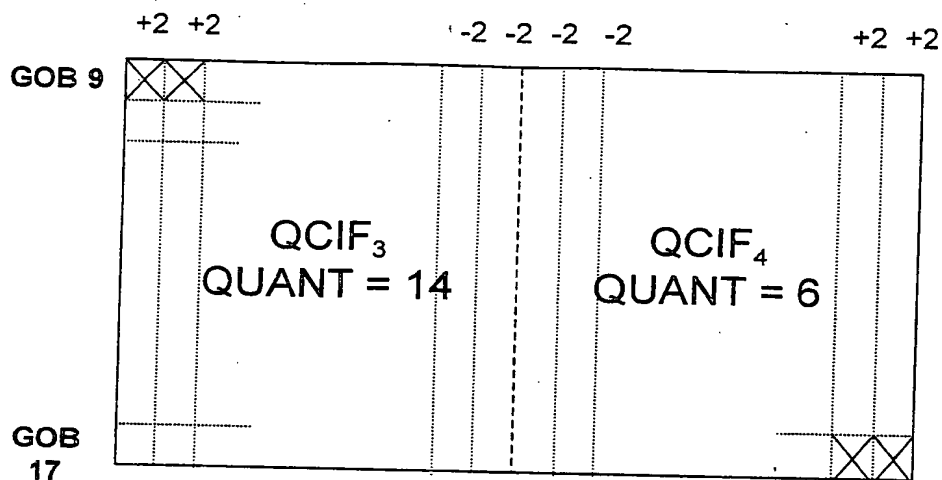 +2 +2 -2 -2 -2 -2 +2 +2
GOB 9
QCIF₃
QUANT = 14
QCIF₄
QUANT = 6
GOB
17